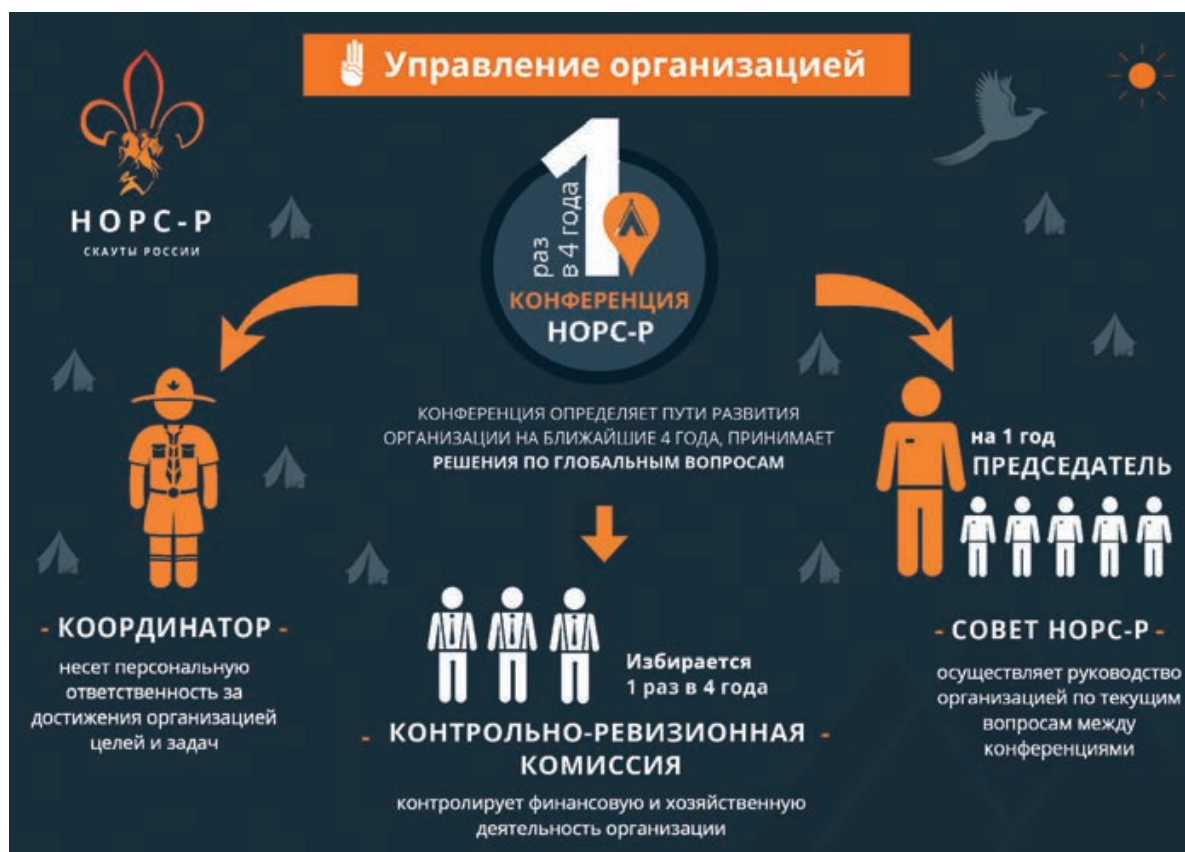 Управление организацией
НОРС-Р
СКАУТЫ РОССИИ
1
раз
в 4 года
КОНФЕРЕНЦИЯ
НОРС-Р
КОНФЕРЕНЦИЯ ОПРЕДЕЛЯЕТ ПУТИ РАЗВИТИЯ
ОРГАНИЗАЦИИ НА БЛИЖАЙШИЕ 4 ГОДА, ПРИНИМАЕТ
РЕШЕНИЯ ПО ГЛОБАЛЬНЫМ ВОПРОСАМ
- КООРДИНАТОР -
несет персональную
ответственность за
достижения организацией
целей и задач
Избирается
1 раз в 4 года
- КОНТРОЛЬНО-РЕВИЗИОННАЯ -
КОМИССИЯ
контролирует финансовую и хозяйственную
деятельность организации
на 1 год
ПРЕДСЕДАТЕЛЬ
- СОВЕТ НОРС-Р -
осуществляет руководство
организацией по текущим
вопросам между
конференциями